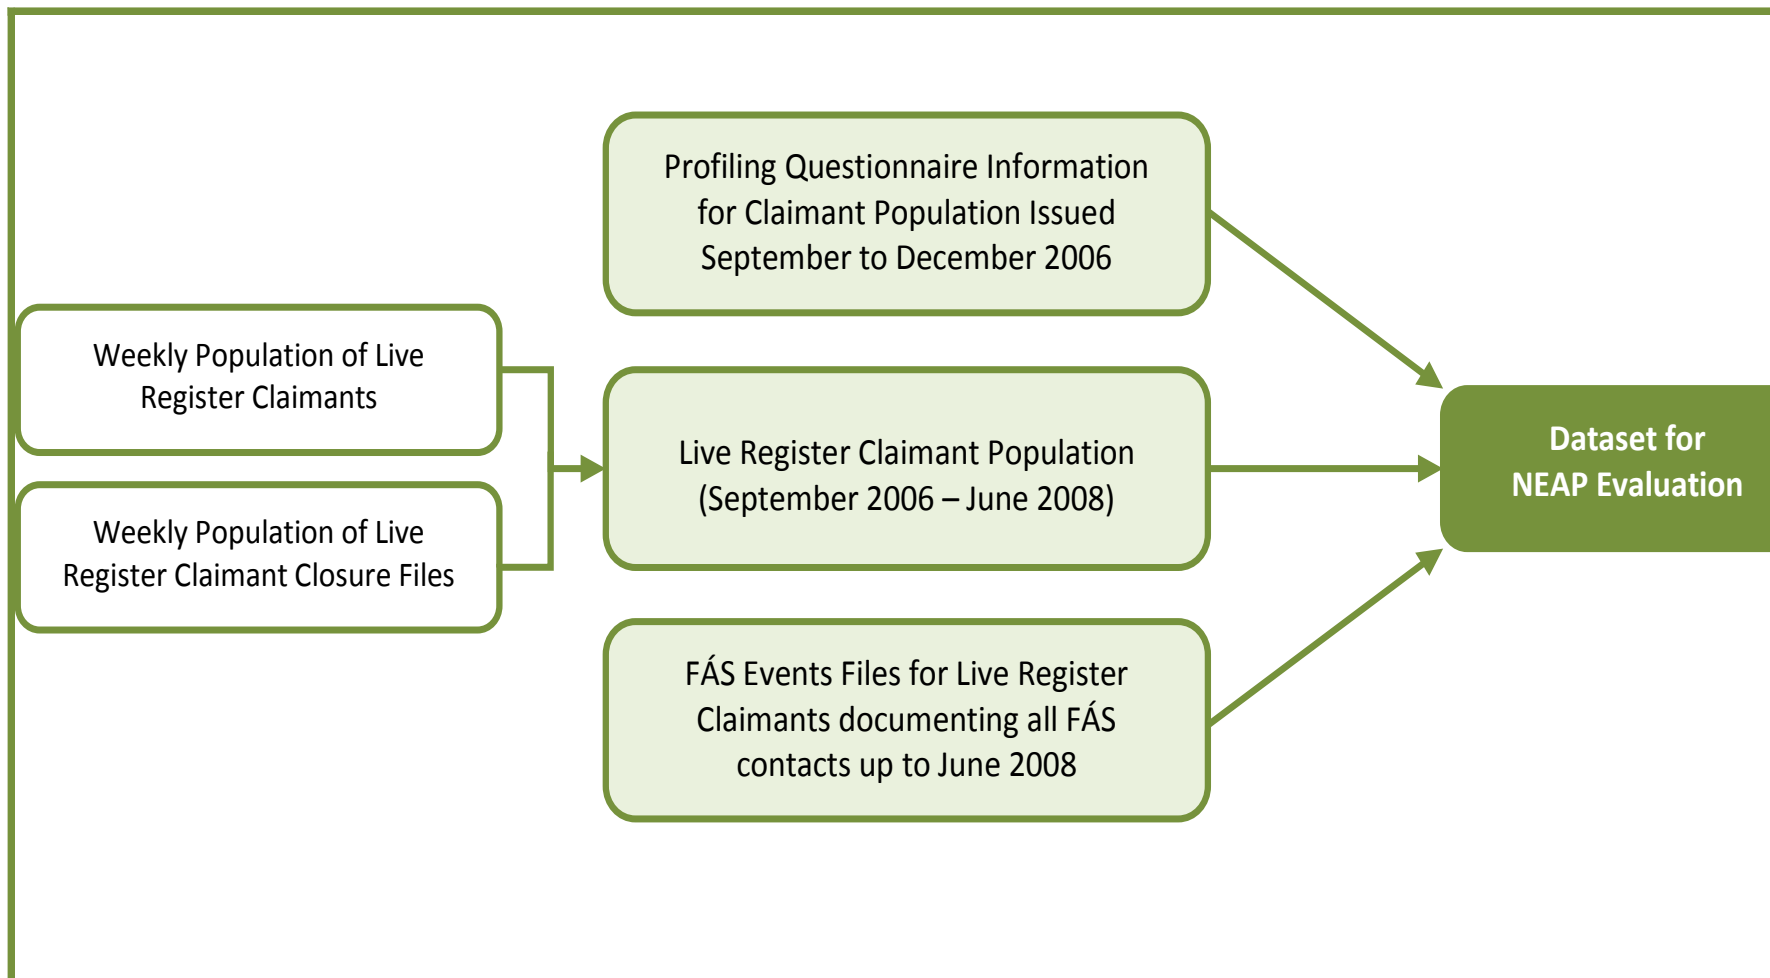 Profiling Questionnaire Information
for Claimant Population Issued
September to December 2006
Weekly Population of Live
Register Claimants
Weekly Population of Live
Register Claimant Closure Files
Live Register Claimant Population
(September 2006 – June 2008)
FÁS Events Files for Live Register
Claimants documenting all FÁS
contacts up to June 2008
Dataset for
NEAP Evaluation